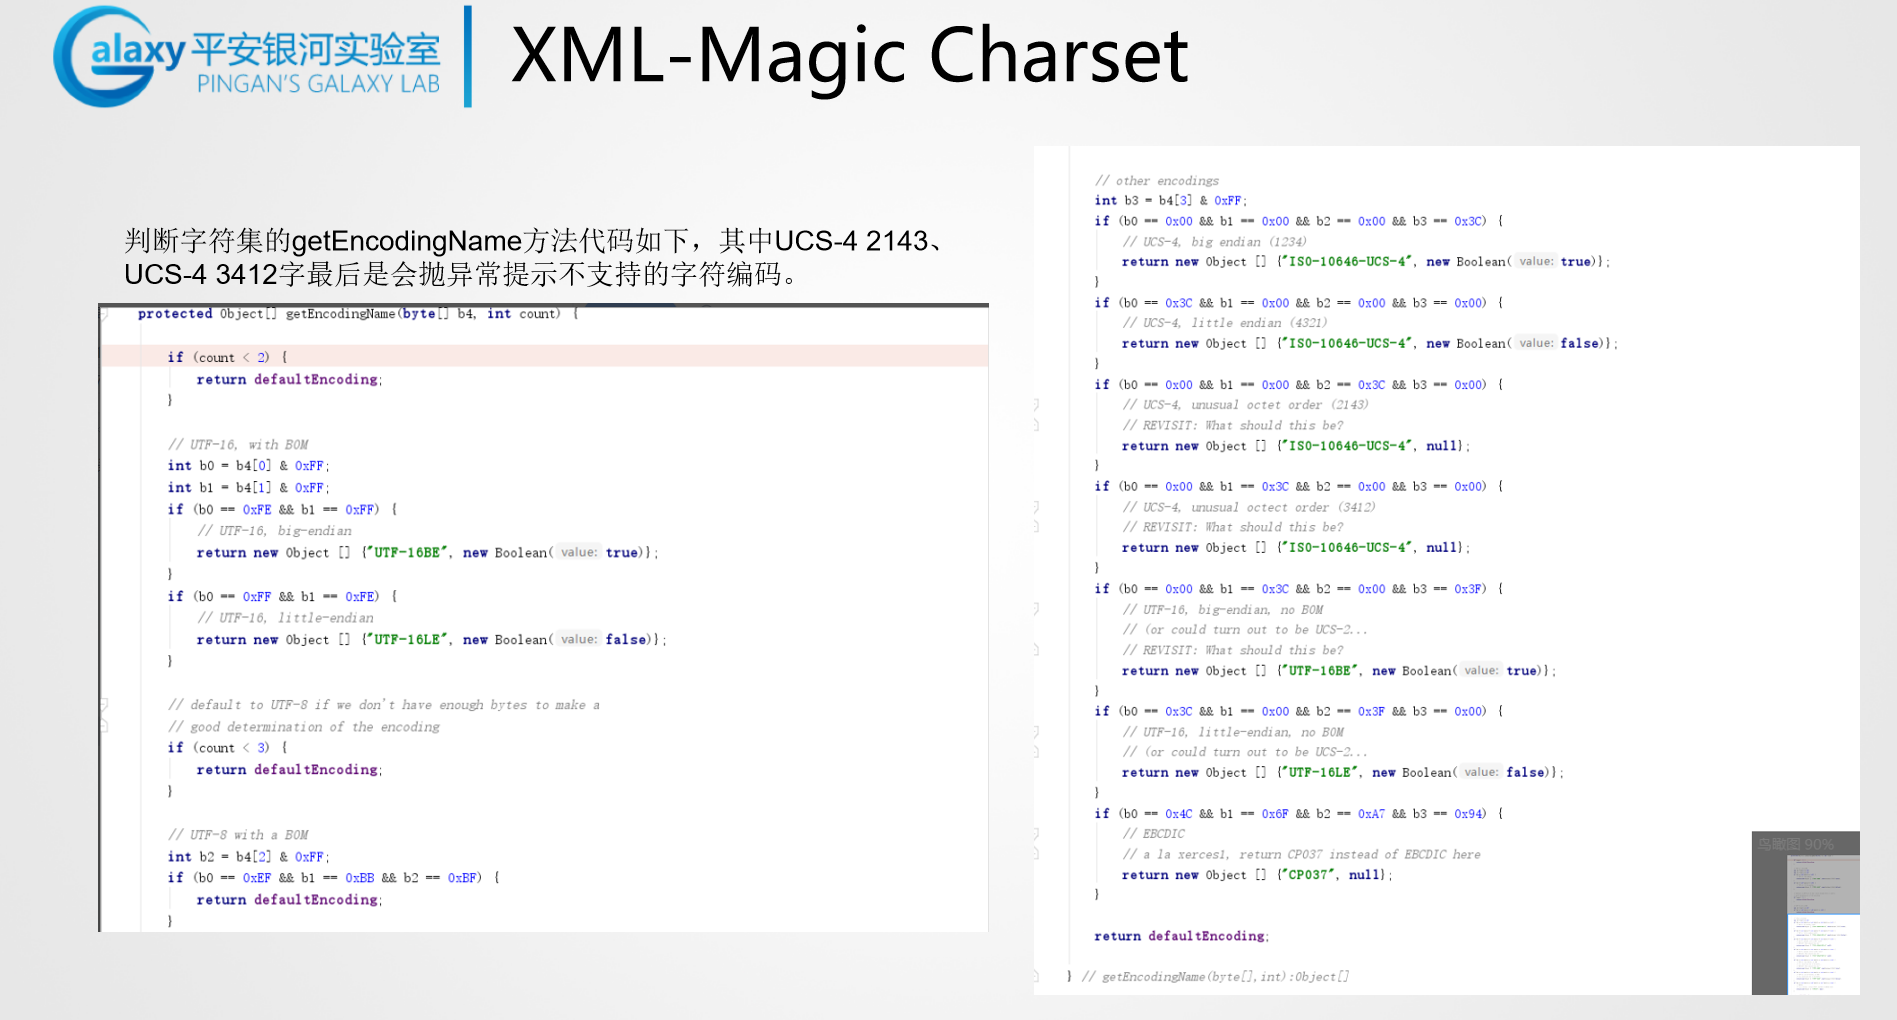 Galaxy 平安银河实验室
PINGAN'S GALAXY LAB
XML-Magic Charset
判断字符集的getEncodingName方法代码如下，其中UCS-4 2143、
UCS-4 3412字最后是会抛异常提示不支持的字符编码。
protected Object[] getEncodingName(byte[] b4, int count) {
if (count < 2) {
return defaultEncoding;
}
// UTF-16, with BOM
int b0 = b4[0] & 0xFF;
int b1 = b4[1] & 0xFF;
if (b0 == 0xFE && b1 == 0xFF) {
// UTF-16, big-endian
return new Object [] {"UTF-16BE", new Boolean( value: true)};
}
if (b0 == 0xFF && b1 == 0xFE) {
// UTF-16, little-endian
return new Object [] {"UTF-16LE", new Boolean( value: false)};
}
// default to UTF-8 if we don't have enough bytes to make a
// good determination of the encoding
if (count < 3) {
return defaultEncoding;
}
// UTF-8 with a BOM
int b2 = b4[2] & 0xFF;
if (b0 == 0xEF && b1 == 0xBB && b2 == 0xBF) {
return defaultEncoding;
}
// other encodings
int b3 = b4[3] & 0xFF;
if (b0 == 0x00 && b1 == 0x00 && b2 == 0x00 && b3 == 0x3C) {
// UCS-4, big endian (1234)
return new Object [] {"ISO-10646-UCS-4", new Boolean( value: true)};
}
if (b0 == 0x3C && b1 == 0x00 && b2 == 0x00 && b3 == 0x00) {
// UCS-4, little endian (4321)
return new Object [] {"ISO-10646-UCS-4", new Boolean( value: false)};
}
if (b0 == 0x00 && b1 == 0x00 && b2 == 0x3C && b3 == 0x00) {
// UCS-4, unusual octet order (2143)
// REVISIT: What should this be?
return new Object [] {"ISO-10646-UCS-4", null};
}
if (b0 == 0x00 && b1 == 0x3C && b2 == 0x00 && b3 == 0x00) {
// UCS-4, unusual octect order (3412)
// REVISIT: What should this be?
return new Object [] {"ISO-10646-UCS-4", null};
}
if (b0 == 0x00 && b1 == 0x3C && b2 == 0x00 && b3 == 0x3F) {
// UTF-16, big-endian, no BOM
// (or could turn out to be UCS-2...
// REVISIT: What should this be?
return new Object [] {"UTF-16BE", new Boolean( value: true)};
}
if (b0 == 0x3C && b1 == 0x00 && b2 == 0x3F && b3 == 0x00) {
// UTF-16, little-endian, no BOM
// (or could turn out to be UCS-2...
return new Object [] {"UTF-16LE", new Boolean( value: false)};
}
if (b0 == 0x4C && b1 == 0x6F && b2 == 0xA7 && b3 == 0x94) {
// EBCDIC
// a la xerces1, return CP037 instead of EBCDIC here
return new Object [] {"CP037", null};
}
return defaultEncoding;
} // getEncodingName(byte[],int):Object[]
鸟瞰图 90%